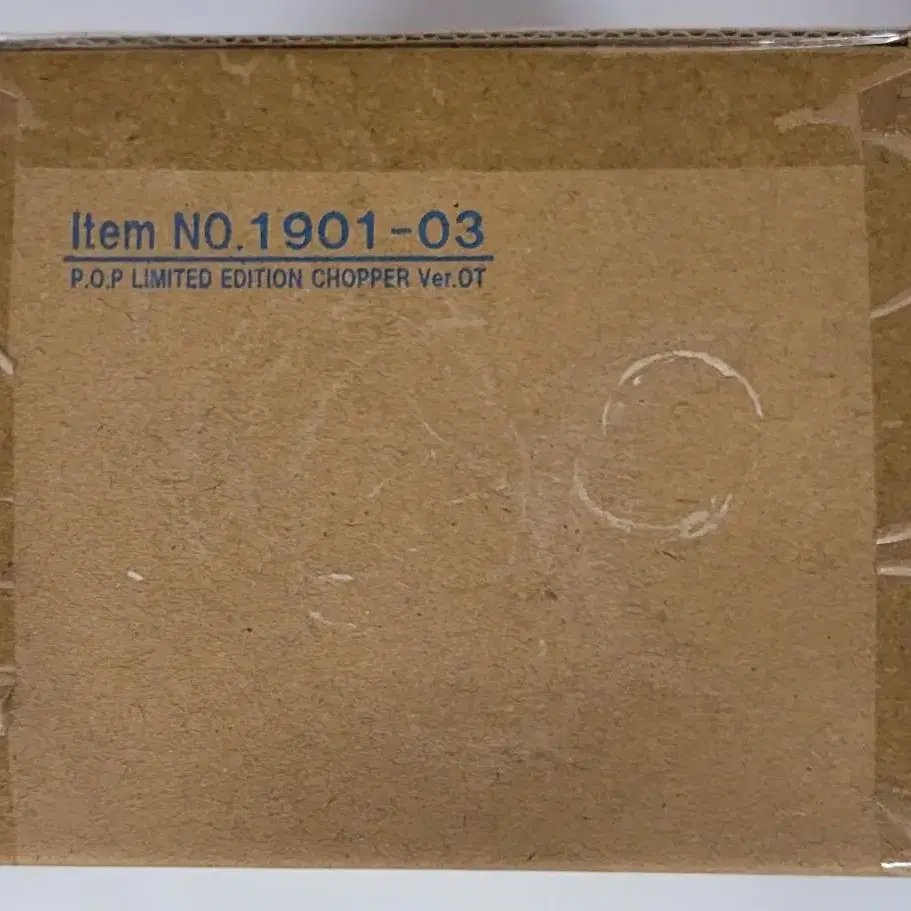 Item NO.1901-03
P.O.P LIMITED EDITION CHOPPER Ver.OT